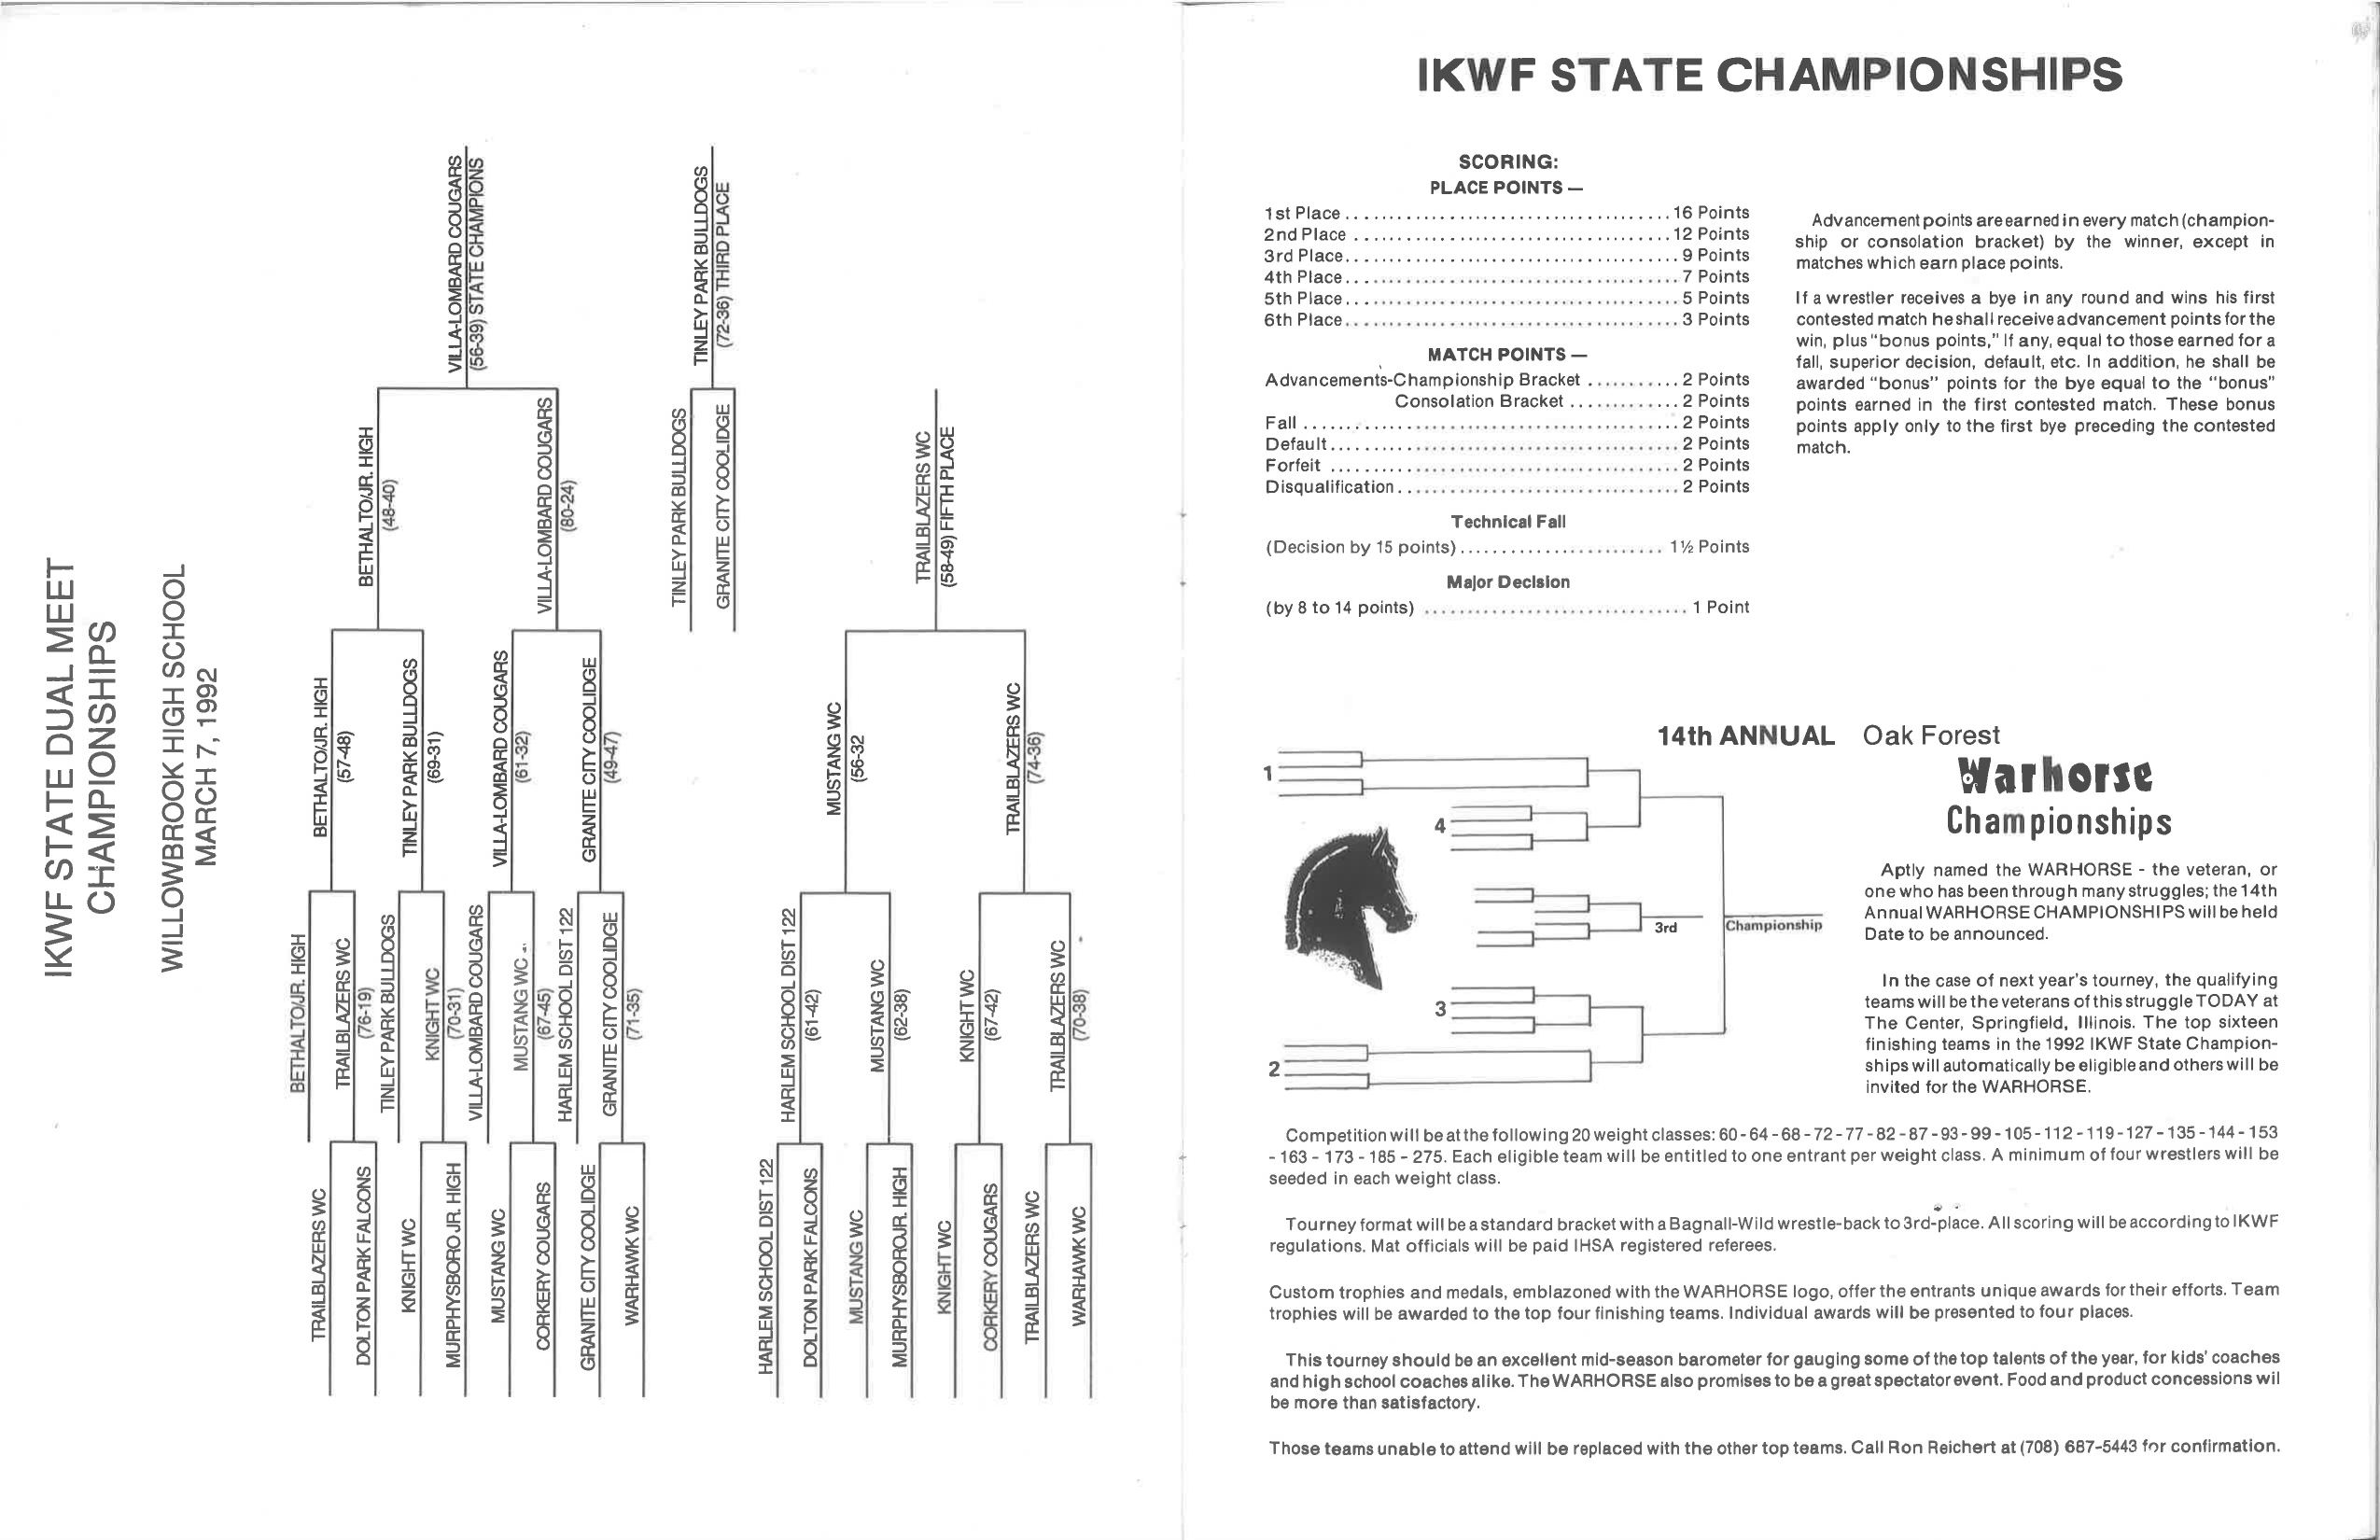 IKWF STATE DUAL MEET
CHAMPIONSHIPS
WILLOWBROOK HIGH SCHOOL
MARCH 7, 1992
TRAILBLAZERS WC
DOLTON PARK FALCONS
KNIGHT WC
MURPHYSBORO JR. HIGH
MUSTANG WC
CORKERY COUGARS
GRANITE CITY COOLIDGE
WARHAWK WC
BETHALTO/JR. HIGH
TRAILBLAZERS WC
(76-19)
TINLEY PARK BULLDOGS
KNIGHT WC
(70-31)
VILLA-LOMBARD COUGARS
MUSTANG WC
(67-45)
HARLEM SCHOOL DIST 122
GRANITE CITY COOLIDGE
(71-35)
BETHALTO/JR. HIGH
(57-48)
TINLEY PARK BULLDOGS
(69-31)
VILLA-LOMBARD COUGARS
(61-32)
GRANITE CITY COOLIDGE
(49-47)
BETHALTO/JR. HIGH
(48-40)
VILLA-LOMBARD COUGARS
(80-24)
VILLA-LOMBARD COUGARS
(56-39) STATE CHAMPIONS
TINLEY PARK BULLDOGS
GRANITE CITY COOLIDGE
TINLEY PARK BULLDOGS
(72-36) THIRD PLACE
HARLEM SCHOOL DIST 122
DOLTON PARK FALCONS
MUSTANG WC
MURPHYSBORO JR. HIGH
KNIGHT WC
CORKERY COUGARS
TRAILBLAZERS WC
WARHAWK WC
HARLEM SCHOOL DIST 122
(61-42)
MUSTANG WC
(62-38)
KNIGHT WC
(67-42)
TRAILBLAZERS WC
(70-38)
MUSTANG WC
(56-32
TRAILBLAZERS WC
(74-36)
TRAILBLAZERS WC
(58-49) FIFTH PLACE
IKWF STATE CHAMPIONSHIPS
SCORING:
PLACE POINTS —
1st Place ........ 16 Points
2nd Place ........ 12 Points
3rd Place ........ 9 Points
4th Place ........ 7 Points
5th Place ........ 5 Points
6th Place ........ 3 Points
MATCH POINTS —
Advancements-Championship Bracket ........ 2 Points
Consolation Bracket ........ 2 Points
Fall ........ 2 Points
Default ........ 2 Points
Forfeit ........ 2 Points
Disqualification ........ 2 Points
Technical Fall
(Decision by 15 points) ........ 1½ Points
Major Decision
(by 8 to 14 points) ........ 1 Point
Advancement points are earned in every match (champion-
ship or consolation bracket) by the winner, except in
matches which earn place points.
If a wrestler receives a bye in any round and wins his first
contested match he shall receive advancement points for the
win, plus "bonus points," If any, equal to those earned for a
fall, superior decision, default, etc. In addition, he shall be
awarded "bonus" points for the bye equal to the "bonus"
points earned in the first contested match. These bonus
points apply only to the first bye preceding the contested
match.
14th ANNUAL Oak Forest
Warhorse
Championships
1
4
3rd
Championship
3
2
Aptly named the WARHORSE - the veteran, or
one who has been through many struggles; the 14th
Annual WARHORSE CHAMPIONSHIPS will be held
Date to be announced.
In the case of next year's tourney, the qualifying
teams will be the veterans of this struggle TODAY at
The Center, Springfield, Illinois. The top sixteen
finishing teams in the 1992 IKWF State Champion-
ships will automatically be eligible and others will be
invited for the WARHORSE.
Competition will be at the following 20 weight classes: 60 - 64 - 68 - 72 - 77 - 82 - 87 - 93 - 99 - 105 - 112 - 119 - 127 - 135 - 144 - 153
- 163 - 173 - 185 - 275. Each eligible team will be entitled to one entrant per weight class. A minimum of four wrestlers will be
seeded in each weight class.
Tourney format will be a standard bracket with a Bagnall-Wild wrestle-back to 3rd-place. All scoring will be according to IKWF
regulations. Mat officials will be paid IHSA registered referees.
Custom trophies and medals, emblazoned with the WARHORSE logo, offer the entrants unique awards for their efforts. Team
trophies will be awarded to the top four finishing teams. Individual awards will be presented to four places.
This tourney should be an excellent mid-season barometer for gauging some of the top talents of the year, for kids' coaches
and high school coaches alike. The WARHORSE also promises to be a great spectator event. Food and product concessions wil
be more than satisfactory.
Those teams unable to attend will be replaced with the other top teams. Call Ron Reichert at (708) 687-5443 for confirmation.